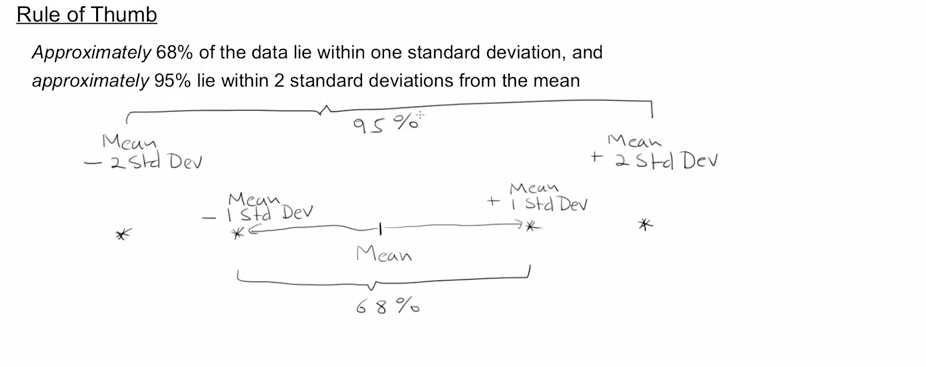 Rule of Thumb
Approximately 68% of the data lie within one standard deviation, and
approximately 95% lie within 2 standard deviations from the mean
95%
Mean
- 2 Std Dev
Mean
+ 2 Std Dev
Mean
- 1 Std Dev
Mean
+ 1 Std Dev
Mean
68%